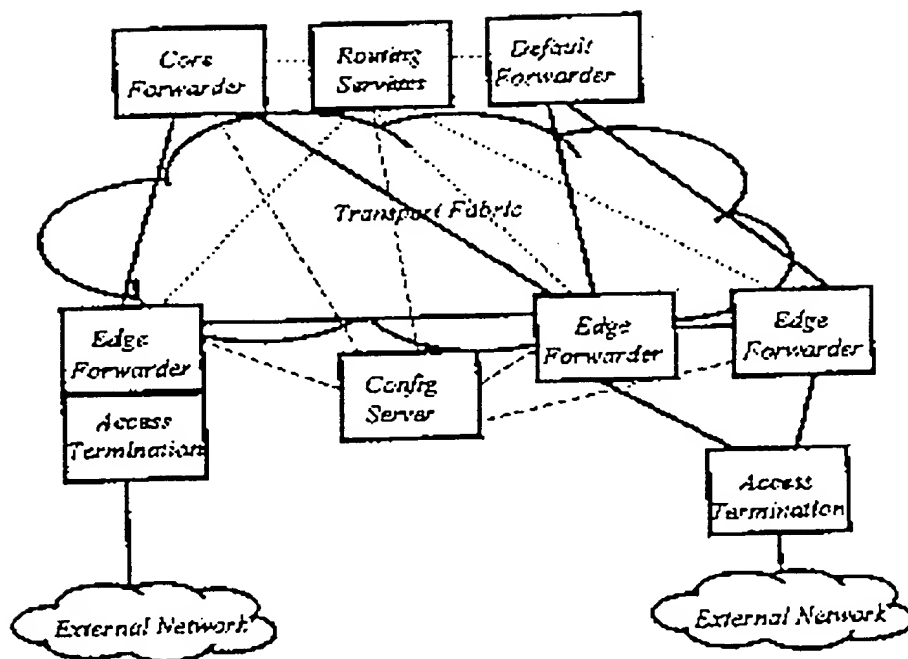 Core
Forwarder
Routing
Services
Default
Forwarder
Transport Fabric
Edge
Forwarder
Access
Termination
Config
Server
Edge
Forwarder
Edge
Forwarder
Access
Termination
External Network
External Network